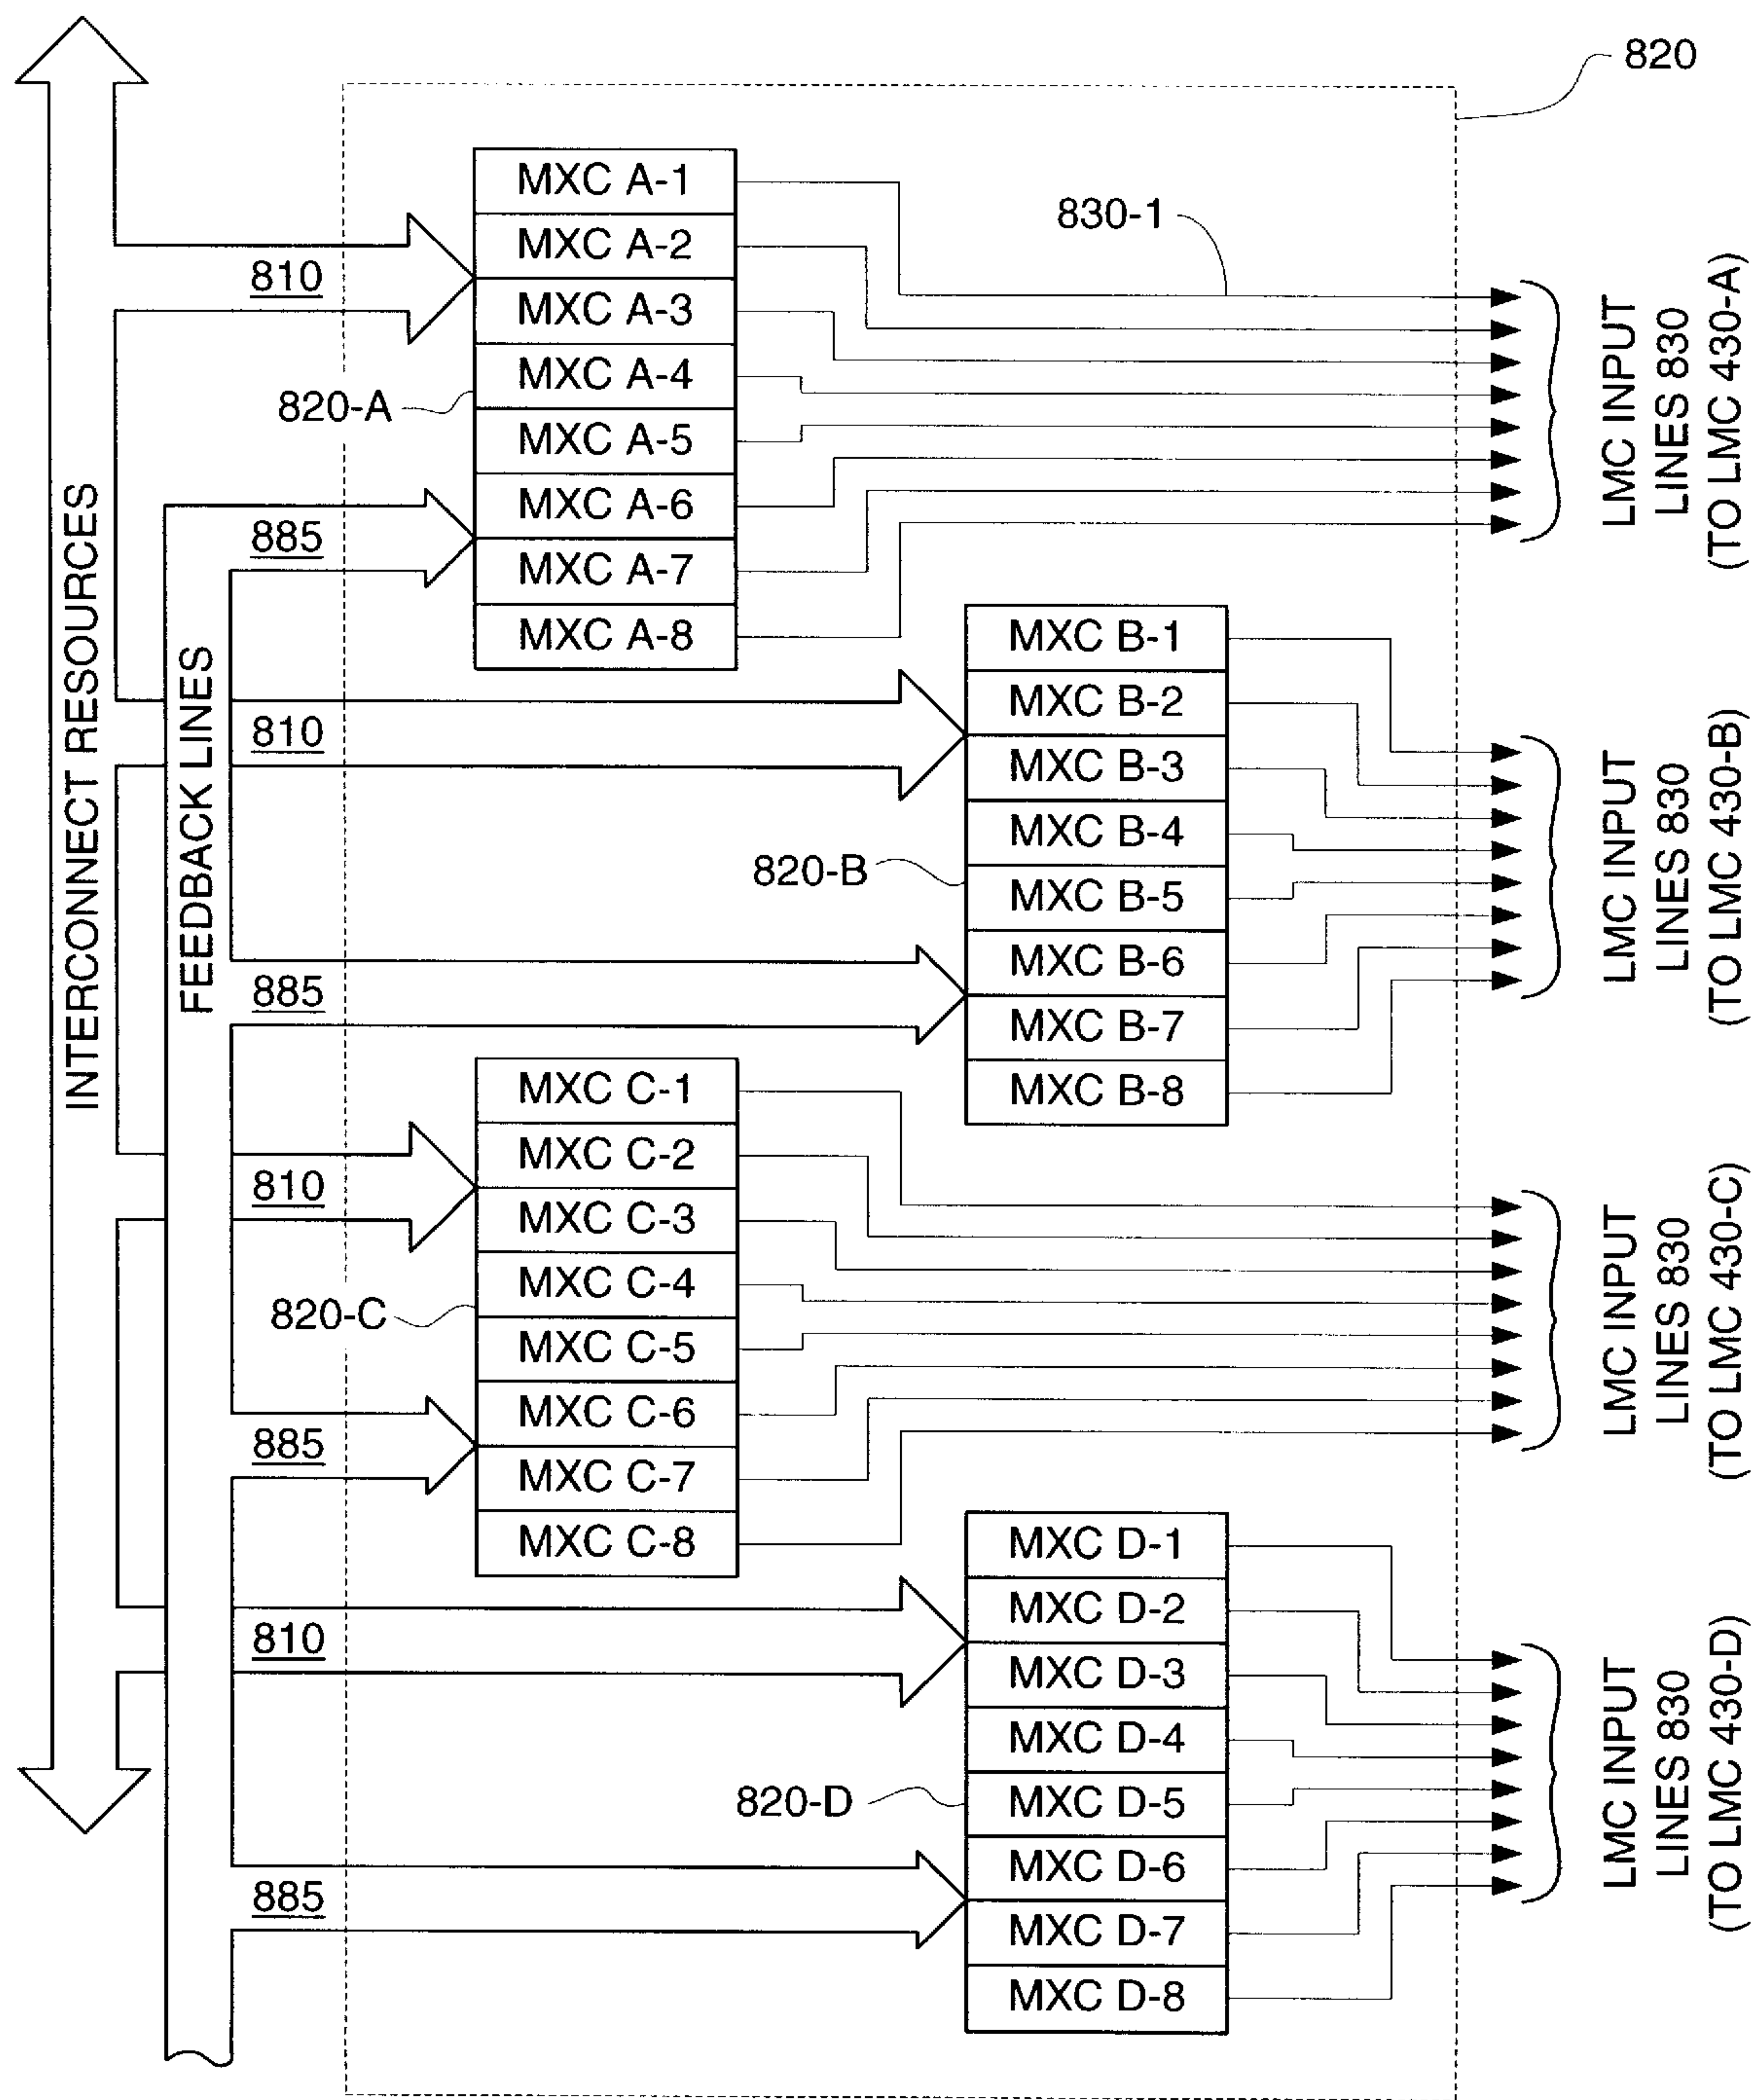 820
MXC A-1
MXC A-2
MXC A-3
MXC A-4
MXC A-5
MXC A-6
MXC A-7
MXC A-8
830-1
810
820-A
885
LMC INPUT
LINES 830
(TO LMC 430-A)
INTERCONNECT RESOURCES
FEEDBACK LINES
MXC B-1
MXC B-2
MXC B-3
MXC B-4
MXC B-5
MXC B-6
MXC B-7
MXC B-8
810
820-B
885
LMC INPUT
LINES 830
(TO LMC 430-B)
MXC C-1
MXC C-2
MXC C-3
MXC C-4
MXC C-5
MXC C-6
MXC C-7
MXC C-8
810
820-C
885
LMC INPUT
LINES 830
(TO LMC 430-C)
MXC D-1
MXC D-2
MXC D-3
MXC D-4
MXC D-5
MXC D-6
MXC D-7
MXC D-8
810
820-D
885
LMC INPUT
LINES 830
(TO LMC 430-D)